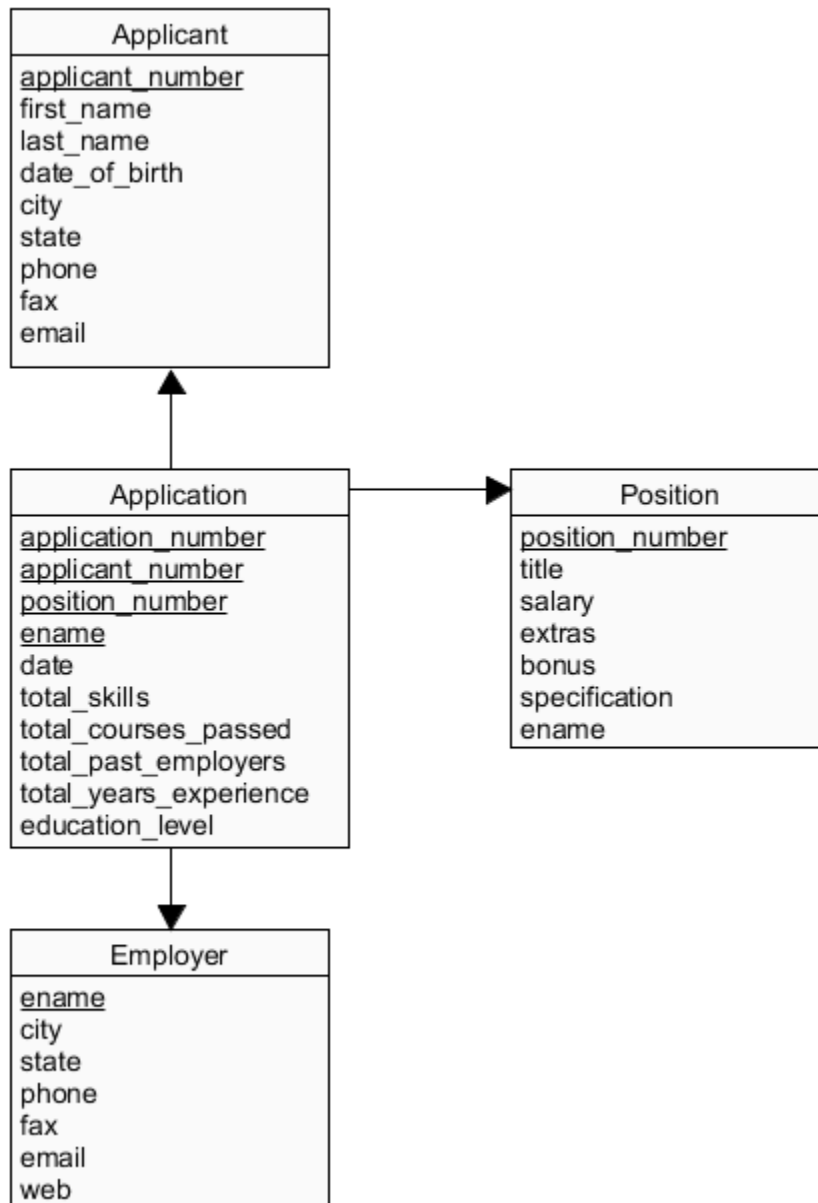 Applicant
applicant_number
first_name
last_name
date_of_birth
city
state
phone
fax
email
Application
application_number
applicant_number
position_number
ename
date
total_skills
total_courses_passed
total_past_employers
total_years_experience
education_level
Position
position_number
title
salary
extras
bonus
specification
ename
Employer
ename
city
state
phone
fax
email
web